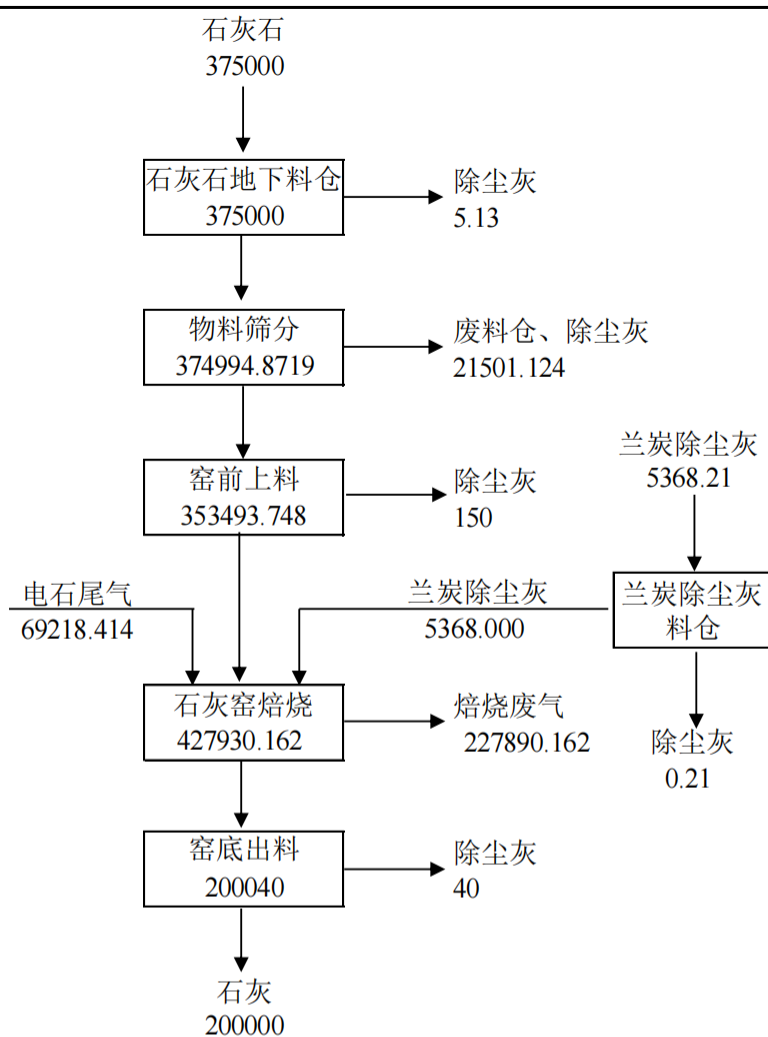 石灰石
375000
石灰石地下料仓
375000
除尘灰
5.13
物料筛分
374994.8719
废料仓、除尘灰
21501.124
窑前上料
353493.748
除尘灰
150
兰炭除尘灰
5368.21
电石尾气
69218.414
兰炭除尘灰
5368.000
兰炭除尘灰
料仓
石灰窑焙烧
427930.162
焙烧废气
227890.162
除尘灰
0.21
窑底出料
200040
除尘灰
40
石灰
200000